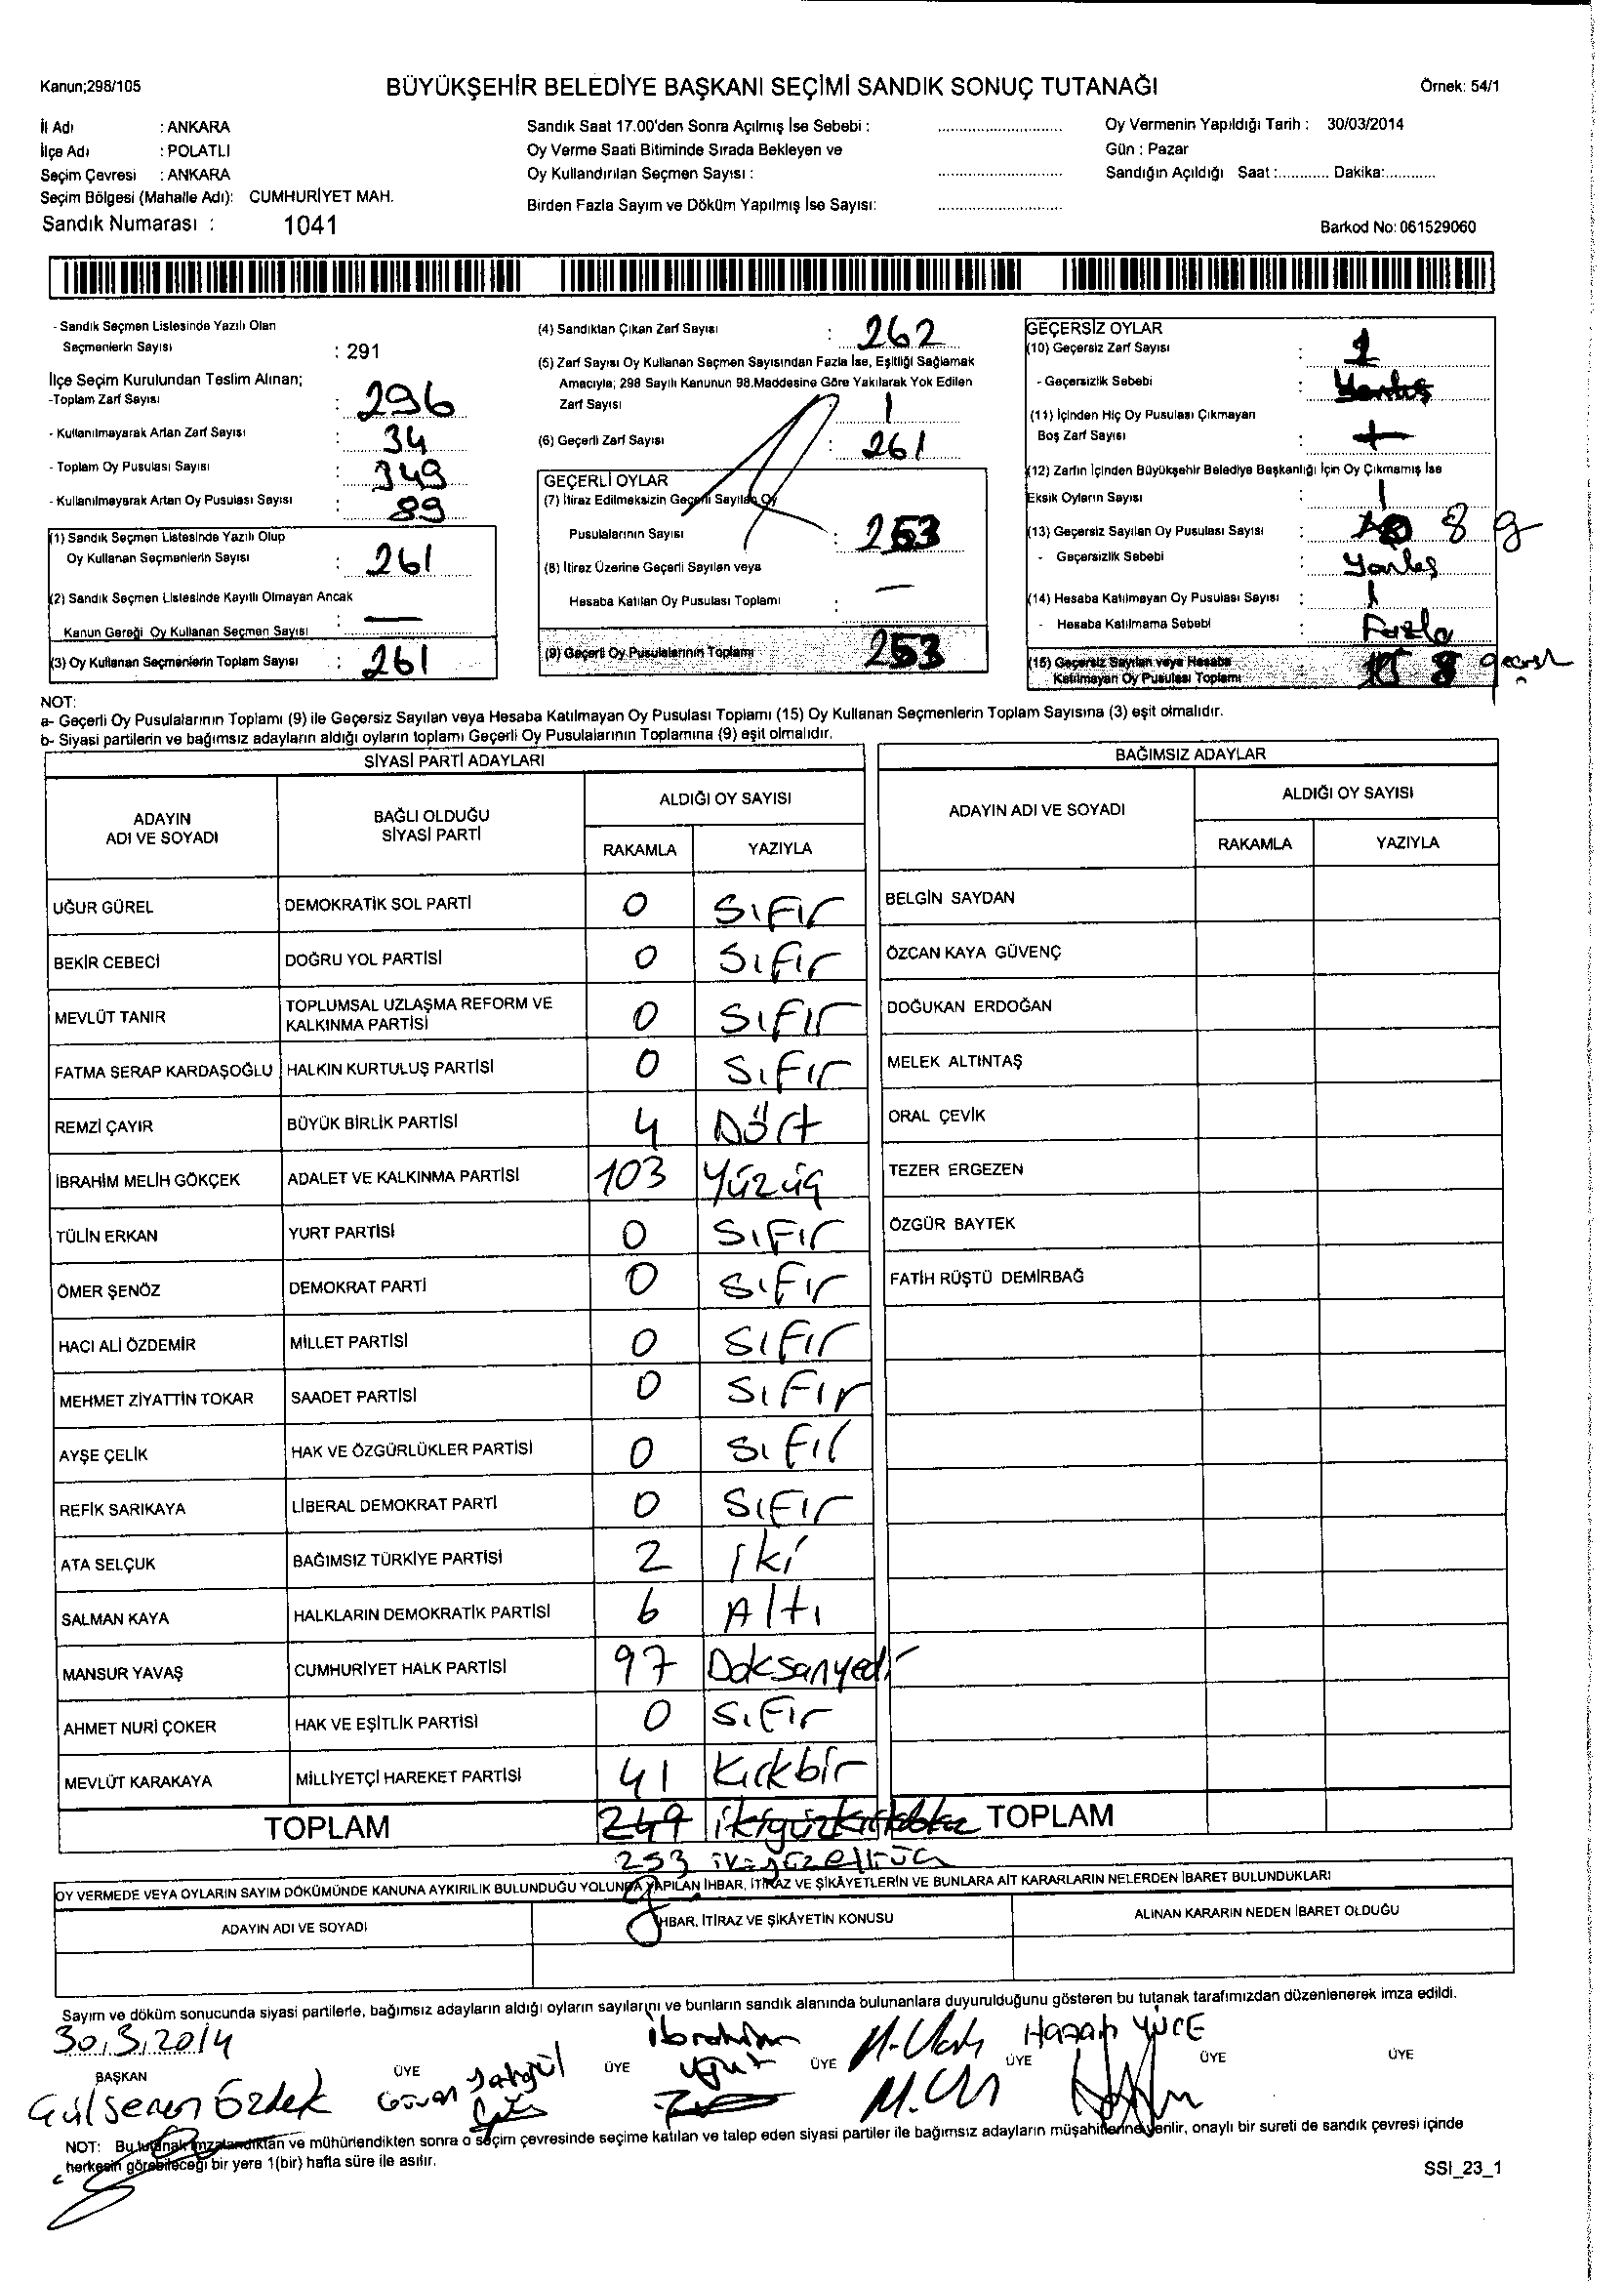 Kanun;298/105
BÜYÜKŞEHİR BELEDİYE BAŞKANI SEÇİMİ SANDIK SONUÇ TUTANAĞI
Örnek: 54/1
İl Adı : ANKARA
İlçe Adı : POLATLI
Seçim Çevresi : ANKARA
Seçim Bölgesi (Mahalle Adı): CUMHURİYET MAH.
Sandık Numarası : 1041
Sandık Saat 17.00'den Sonra Açılmış İse Sebebi :
Oy Verme Saati Bitiminde Sırada Bekleyen ve
Oy Kullandırılan Seçmen Sayısı :
Birden Fazla Sayım ve Döküm Yapılmış İse Sayısı:
Oy Vermenin Yapıldığı Tarih : 30/03/2014
Gün : Pazar
Sandığın Açıldığı Saat :............ Dakika:............
Barkod No: 061529060
- Sandık Seçmen Listesinde Yazılı Olan
Seçmenlerin Sayısı : 291
İlçe Seçim Kurulundan Teslim Alınan;
-Toplam Zarf Sayısı : 296
- Kullanılmayarak Artan Zarf Sayısı : 34
- Toplam Oy Pusulası Sayısı : 349
- Kullanılmayarak Artan Oy Pusulası Sayısı : 89
(1) Sandık Seçmen Listesinde Yazılı Olup
Oy Kullanan Seçmenlerin Sayısı : 261
(2) Sandık Seçmen Listesinde Kayıtlı Olmayan Ancak
Kanun Gereği Oy Kullanan Seçmen Sayısı : —
(3) Oy Kullanan Seçmenlerin Toplam Sayısı : 261
(4) Sandıktan Çıkan Zarf Sayısı : 262
(5) Zarf Sayısı Oy Kullanan Seçmen Sayısından Fazla İse, Eşitliği Sağlamak
Amacıyla; 298 Sayılı Kanunun 98.Maddesine Göre Yakılarak Yok Edilen
Zarf Sayısı : 1
(6) Geçerli Zarf Sayısı : 261
GEÇERLİ OYLAR
(7) İtiraz Edilmeksizin Geçerli Sayılan Oy
Pusulalarının Sayısı : 253
(8) İtiraz Üzerine Geçerli Sayılan veya
Hesaba Katılan Oy Pusulası Toplamı : —
(9) Geçerli Oy Pusulalarının Toplamı : 253
GEÇERSİZ OYLAR
(10) Geçersiz Zarf Sayısı : 1
- Geçersizlik Sebebi : Yanlış
(11) İçinden Hiç Oy Pusulası Çıkmayan
Boş Zarf Sayısı :
(12) Zarfın İçinden Büyükşehir Belediye Başkanlığı İçin Oy Çıkmamış İse
Eksik Oyların Sayısı : 1
(13) Geçersiz Sayılan Oy Pusulası Sayısı : 8
- Geçersizlik Sebebi : Yanlış
(14) Hesaba Katılmayan Oy Pusulası Sayısı : 1
- Hesaba Katılmama Sebebi : Fazla
(15) Geçersiz Sayılan veya Hesaba
Katılmayan Oy Pusulası Toplamı : 8
NOT:
a- Geçerli Oy Pusulalarının Toplamı (9) ile Geçersiz Sayılan veya Hesaba Katılmayan Oy Pusulası Toplamı (15) Oy Kullanan Seçmenlerin Toplam Sayısına (3) eşit olmalıdır.
b- Siyasi partilerin ve bağımsız adayların aldığı oyların toplamı Geçerli Oy Pusulalarının Toplamına (9) eşit olmalıdır.
SİYASİ PARTİ ADAYLARI
ADAYIN ADI VE SOYADI
BAĞLI OLDUĞU SİYASİ PARTİ
ALDIĞI OY SAYISI
RAKAMLA YAZIYLA
UĞUR GÜREL DEMOKRATİK SOL PARTİ 0 Sıfır
BEKİR CEBECİ DOĞRU YOL PARTİSİ 0 Sıfır
MEVLÜT TANIR TOPLUMSAL UZLAŞMA REFORM VE KALKINMA PARTİSİ 0 Sıfır
FATMA SERAP KARDAŞOĞLU HALKIN KURTULUŞ PARTİSİ 0 Sıfır
REMZİ ÇAYIR BÜYÜK BİRLİK PARTİSİ 4 Dört
İBRAHİM MELİH GÖKÇEK ADALET VE KALKINMA PARTİSİ 103 Yüzüç
TÜLİN ERKAN YURT PARTİSİ 0 Sıfır
ÖMER ŞENÖZ DEMOKRAT PARTİ 0 Sıfır
HACI ALİ ÖZDEMİR MİLLET PARTİSİ 0 Sıfır
MEHMET ZİYATTİN TOKAR SAADET PARTİSİ 0 Sıfır
AYŞE ÇELİK HAK VE ÖZGÜRLÜKLER PARTİSİ 0 Sıfır
REFİK SARIKAYA LİBERAL DEMOKRAT PARTİ 0 Sıfır
ATA SELÇUK BAĞIMSIZ TÜRKİYE PARTİSİ 2 iki
SALMAN KAYA HALKLARIN DEMOKRATİK PARTİSİ 6 Altı
MANSUR YAVAŞ CUMHURİYET HALK PARTİSİ 97 Doksanyedi
AHMET NURİ ÇOKER HAK VE EŞİTLİK PARTİSİ 0 Sıfır
MEVLÜT KARAKAYA MİLLİYETÇİ HAREKET PARTİSİ 41 Kırkbir
TOPLAM 249
253 ikiyüzelliüç
BAĞIMSIZ ADAYLAR
ADAYIN ADI VE SOYADI
ALDIĞI OY SAYISI
RAKAMLA YAZIYLA
BELGİN SAYDAN
ÖZCAN KAYA GÜVENÇ
DOĞUKAN ERDOĞAN
MELEK ALTINTAŞ
ORAL ÇEVİK
TEZER ERGEZEN
ÖZGÜR BAYTEK
FATİH RÜŞTÜ DEMİRBAĞ
TOPLAM
OY VERMEDE VEYA OYLARIN SAYIM DÖKÜMÜNDE KANUNA AYKIRILIK BULUNDUĞU YOLUNDA YAPILAN İHBAR, İTİRAZ VE ŞİKÂYETLERİN VE BUNLARA AİT KARARLARIN NELERDEN İBARET BULUNDUKLARI
ADAYIN ADI VE SOYADI
İHBAR, İTİRAZ VE ŞİKÂYETİN KONUSU
ALINAN KARARIN NEDEN İBARET OLDUĞU
Sayım ve döküm sonucunda siyasi partilerle, bağımsız adayların aldığı oyların sayılarını ve bunların sandık alanında bulunanlara duyurulduğunu gösteren bu tutanak tarafımızdan düzenlenerek imza edildi.
30.3.2014
BAŞKAN ÜYE ÜYE ÜYE ÜYE ÜYE ÜYE
Gülseren Özdek
İbrahim
Hasan YÜCE
NOT: Bu tutanak imzalandıktan ve mühürlendikten sonra o seçim çevresinde seçime katılan ve talep eden siyasi partiler ile bağımsız adayların müşahitlerine verilir, onaylı bir sureti de sandık çevresi içinde
herkesin görebileceği bir yere 1(bir) hafta süre ile asılır.
SSI_23_1